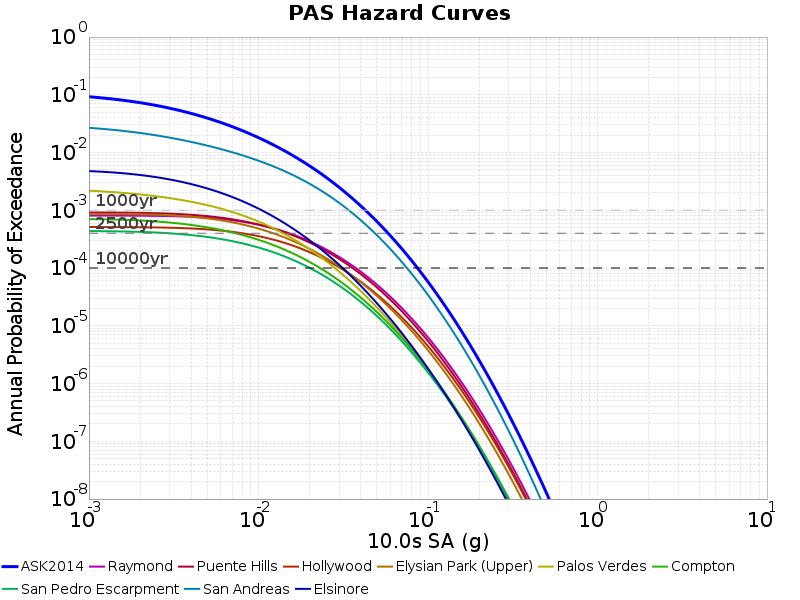 PAS Hazard Curves
Annual Probability of Exceedance
10^0
10^-1
10^-2
10^-3
10^-4
10^-5
10^-6
10^-7
10^-8
1000yr
2500yr
10000yr
10^-3 10^-2 10^-1 10^0 10^1
10.0s SA (g)
ASK2014 Raymond Puente Hills Hollywood Elysian Park (Upper) Palos Verdes Compton
San Pedro Escarpment San Andreas Elsinore